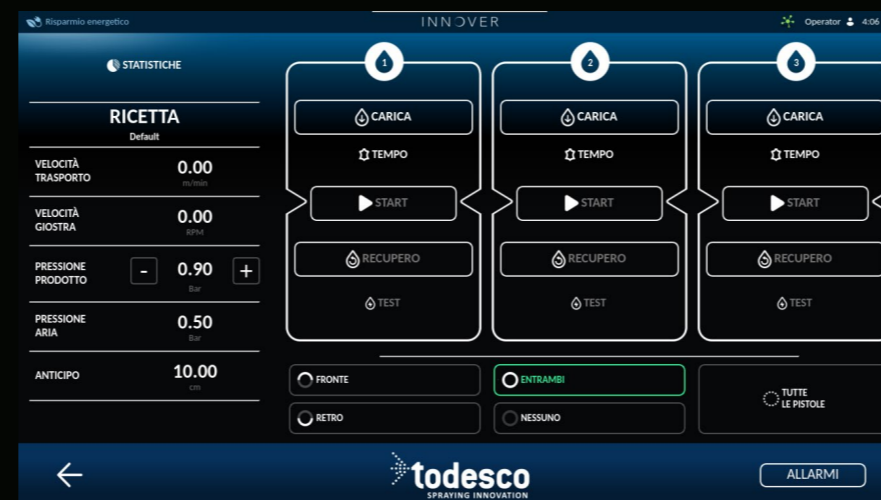 Risparmio energetico
INNOVER
Operator
4:06
STATISTICHE
RICETTA
Default
VELOCITÀ
TRASPORTO
0.00
m/min
VELOCITÀ
GIOSTRA
0.00
RPM
PRESSIONE
PRODOTTO
-
0.90
+
Bar
PRESSIONE
ARIA
0.50
Bar
ANTICIPO
10.00
cm
1
CARICA
TEMPO
START
RECUPERO
TEST
2
CARICA
TEMPO
START
RECUPERO
TEST
3
CARICA
TEMPO
START
RECUPERO
TEST
FRONTE
ENTRAMBI
RETRO
NESSUNO
TUTTE
LE PISTOLE
todesco
SPRAYING INNOVATION
ALLARMI